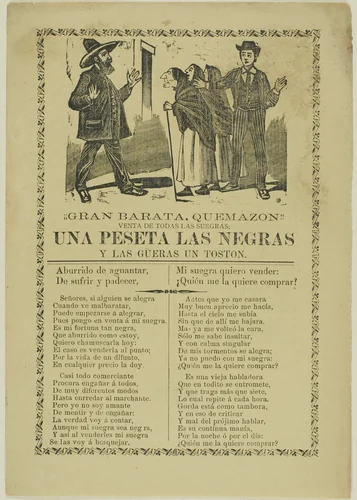 ¡¡GRAN BARATA, QUEMAZON!!
VENTA DE TODAS LAS SUEGRAS;
UNA PESETA LAS NEGRAS
Y LAS GÜERAS UN TOSTON.
Aburrido de aguantar,
De sufrir y padecer,
Mi suegra quiero vender:
¿Quién me la quiere comprar?
Señores, si alguien se alegra
Cuando ve malbaratar,
Puede empezarse á alegrar,
Pues pongo en venta á mi suegra.
Es mi fortuna tan negra,
Que aburrido como estoy,
Quiero chamuscarla hoy:
El caso es venderla al punto;
Por la vida de un difunto,
En cualquier precio la doy.
Casi todo comerciante
Procura engañar á todos,
De muy diferentes modos
Hasta enredar al marchante.
Pero yo no soy amante
De mentir y de engañar:
La verdad voy á contar,
Aunque mi suegra sea negra,
Y así al venderles mi suegra
Se las voy á bosquejar.
Antes que yo me casara
Muy buen aprecio me hacía,
Hasta el cielo me subía
Sin que de allí me bajara.
Mas ya me volteó la cara,
Sólo me sabe insultar,
Y con calma singular
De mis tormentos se alegra;
Ya no puedo con mi suegra:
¿Quién me la quiere comprar?
Es una vieja habladora
Que en todito se entromete,
Y que traga más que siete,
Lo cual repite á cada hora.
Gorda está como tambora,
Y en eso de criticar
Y mal del prójimo hablar,
Es su continua manía,
Por la noche ó por el día:
¿Quién me la quiere comprar?